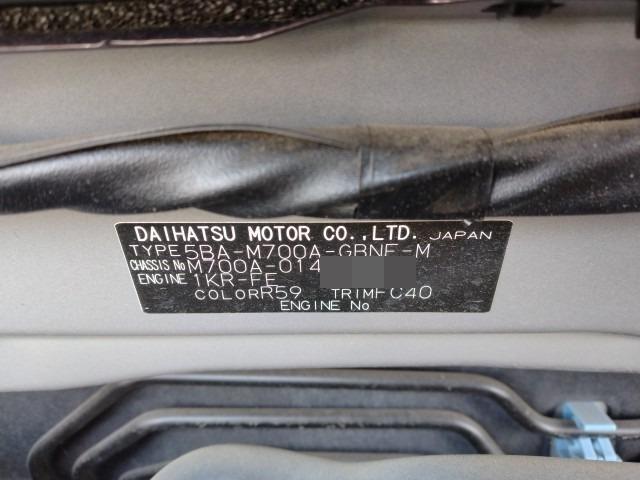 DAIHATSU MOTOR CO.,LTD. JAPAN
TYPE 5BA-M700A-GBNE-M
CHASSIS No M700A-014
ENGINE 1KR-FE
COLOR R59 TRIM FC40
ENGINE No